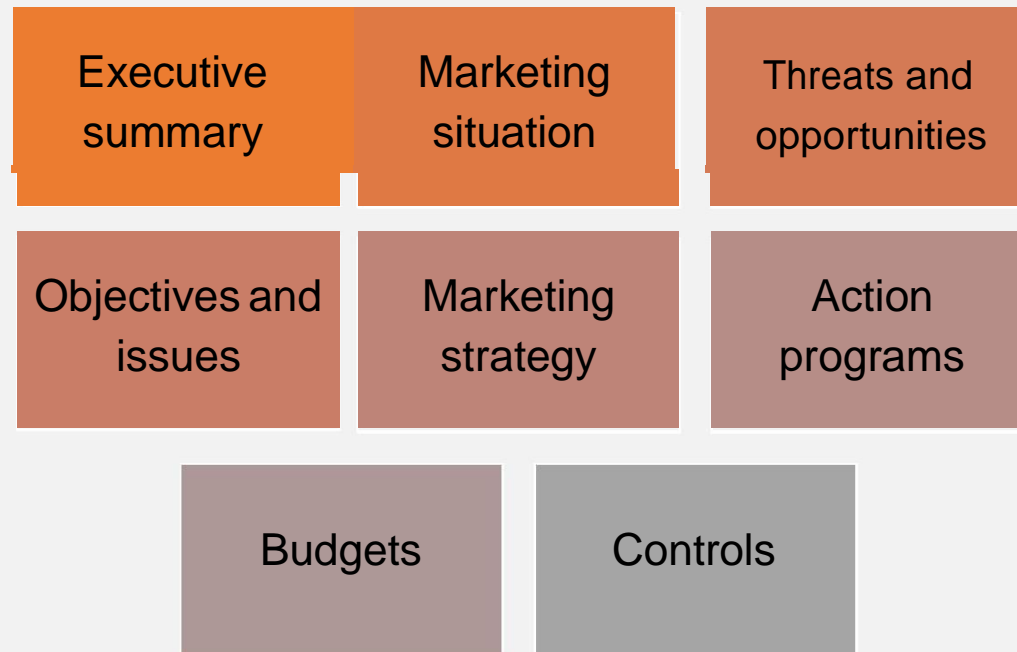 Executive
summary
Marketing
situation
Threats and
opportunities
Objectives and
issues
Marketing
strategy
Action
programs
Budgets
Controls